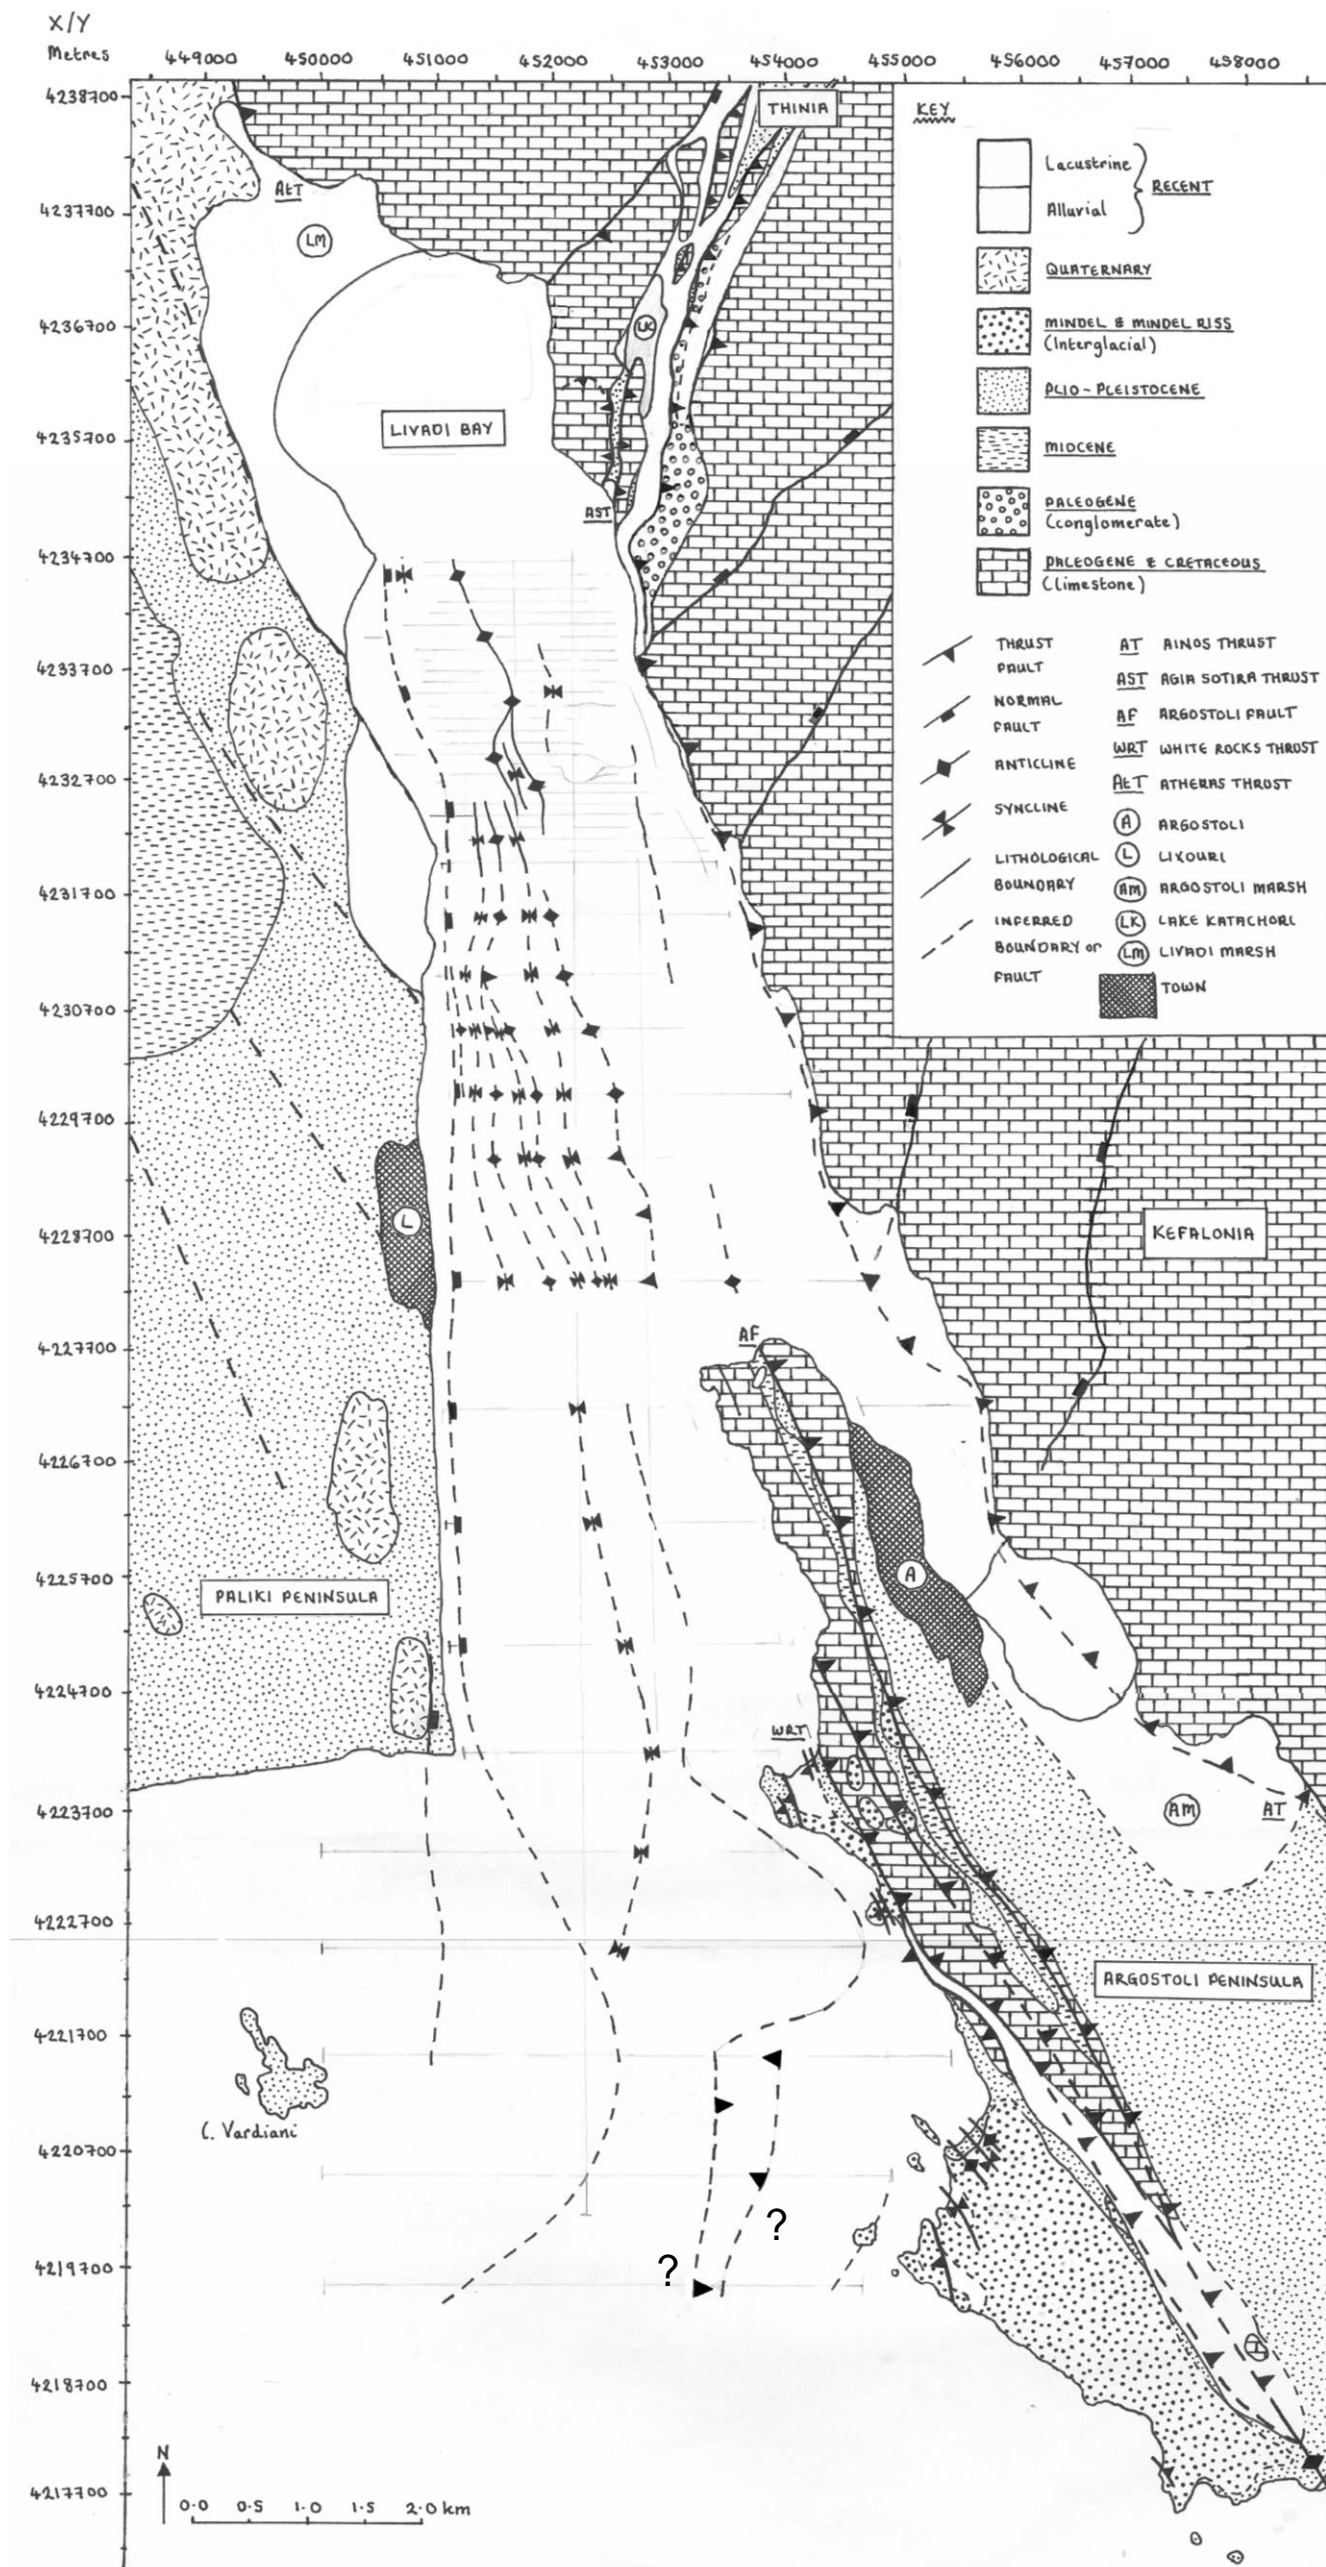 X/Y
Metres
449000 450000 451000 452000 453000 454000 455000 456000 457000 458000
4238700
4237700
4236700
4235700
4234700
4233700
4232700
4231700
4230700
4229700
4228700
4227700
4226700
4225700
4224700
4223700
4222700
4221700
4220700
4219700
4218700
4217700
THINIA
AtT
LM
LK
LIVADI BAY
AST
KEY
Lacustrine
Alluvial
RECENT
QUATERNARY
MINDEL & MINDEL RISS
(Interglacial)
PLIO-PLEISTOCENE
MIOCENE
PALEOGENE
(conglomerate)
PALEOGENE & CRETACEOUS
(limestone)
THRUST
FAULT
NORMAL
FAULT
ANTICLINE
SYNCLINE
LITHOLOGICAL
BOUNDARY
INFERRED
BOUNDARY or
FAULT
AT AINOS THRUST
AST AGIA SOTIRA THRUST
AF ARGOSTOLI FAULT
WRT WHITE ROCKS THRUST
AtT ATHERAS THRUST
A ARGOSTOLI
L LIXOURI
AM ARGOSTOLI MARSH
LK LAKE KATACHORI
LM LIVADI MARSH
TOWN
L
KEFALONIA
AF
A
PALIKI PENINSULA
WRT
AM
AT
ARGOSTOLI PENINSULA
C. Vardiani
?
?
N
0.0 0.5 1.0 1.5 2.0 km